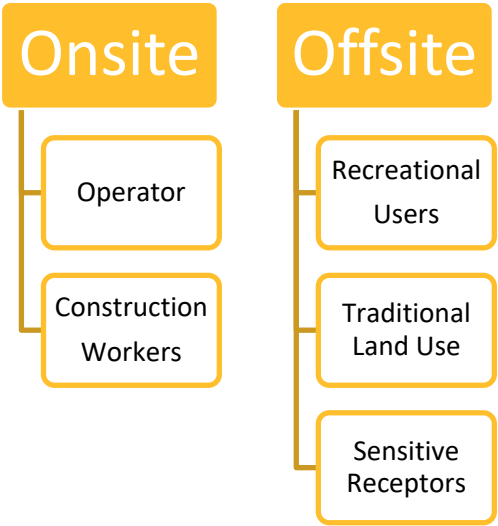 Onsite
Operator
Construction
Workers
Offsite
Recreational
Users
Traditional
Land Use
Sensitive
Receptors